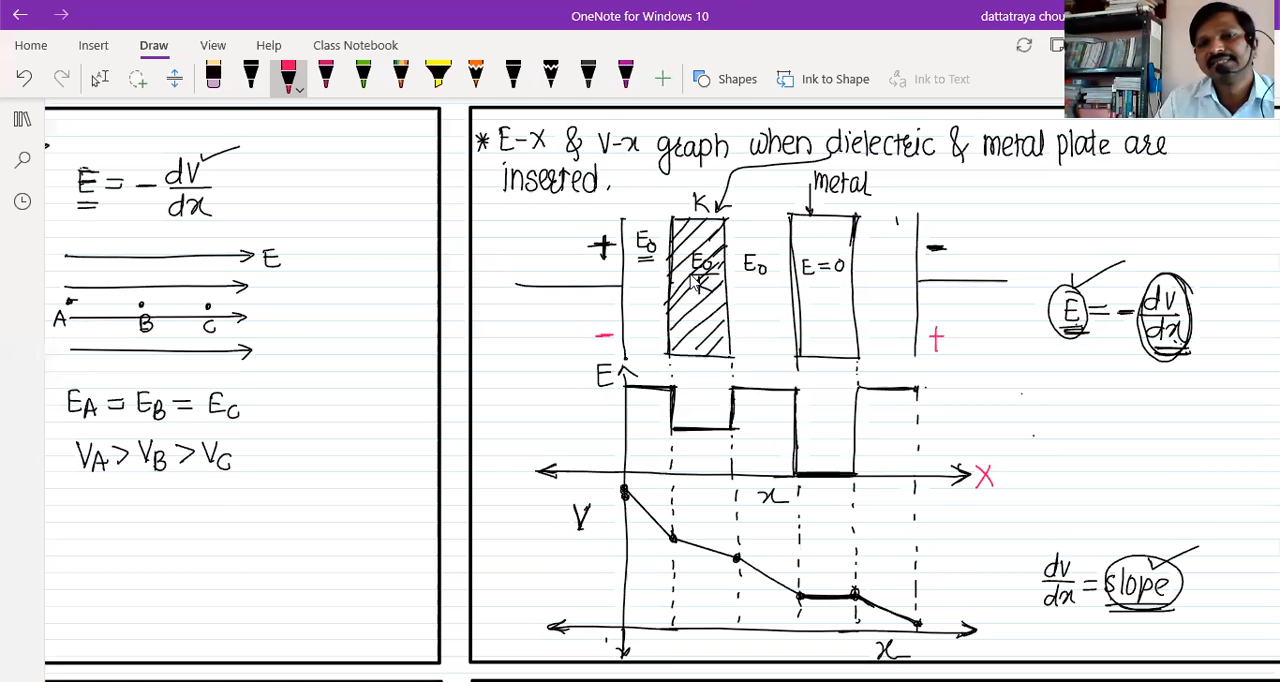 OneNote for Windows 10
dattatraya chou
Home Insert Draw View Help Class Notebook
Shapes Ink to Shape Ink to Text
E = - dV/dx
E
A B C
E_A = E_B = E_C
V_A > V_B > V_C
* E-X & V-x graph when dielectric & metal plate are
inserted.
K metal
+ E₀ E₀/K E₀ E=0 -
- +
E
X
x
V
x
E = - dv/dx
dv/dx = slope